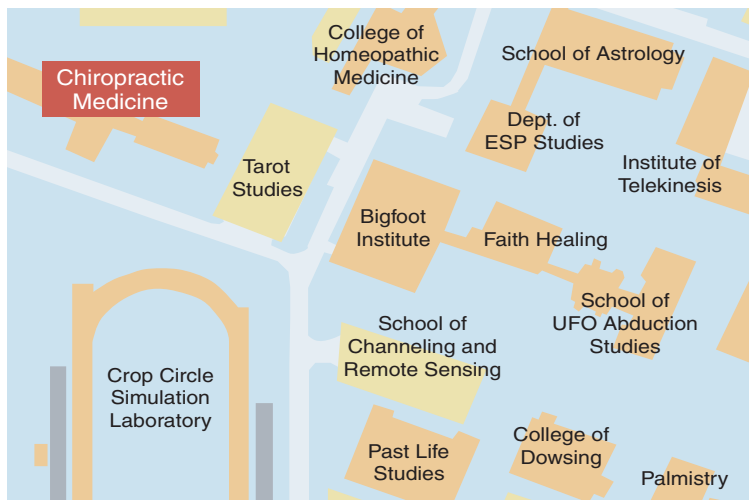 College of
Homeopathic
Medicine
School of Astrology
Chiropractic
Medicine
Dept. of
ESP Studies
Tarot
Studies
Institute of
Telekinesis
Bigfoot
Institute
Faith Healing
School of
UFO Abduction
Studies
School of
Channeling and
Remote Sensing
Crop Circle
Simulation
Laboratory
Past Life
Studies
College of
Dowsing
Palmistry